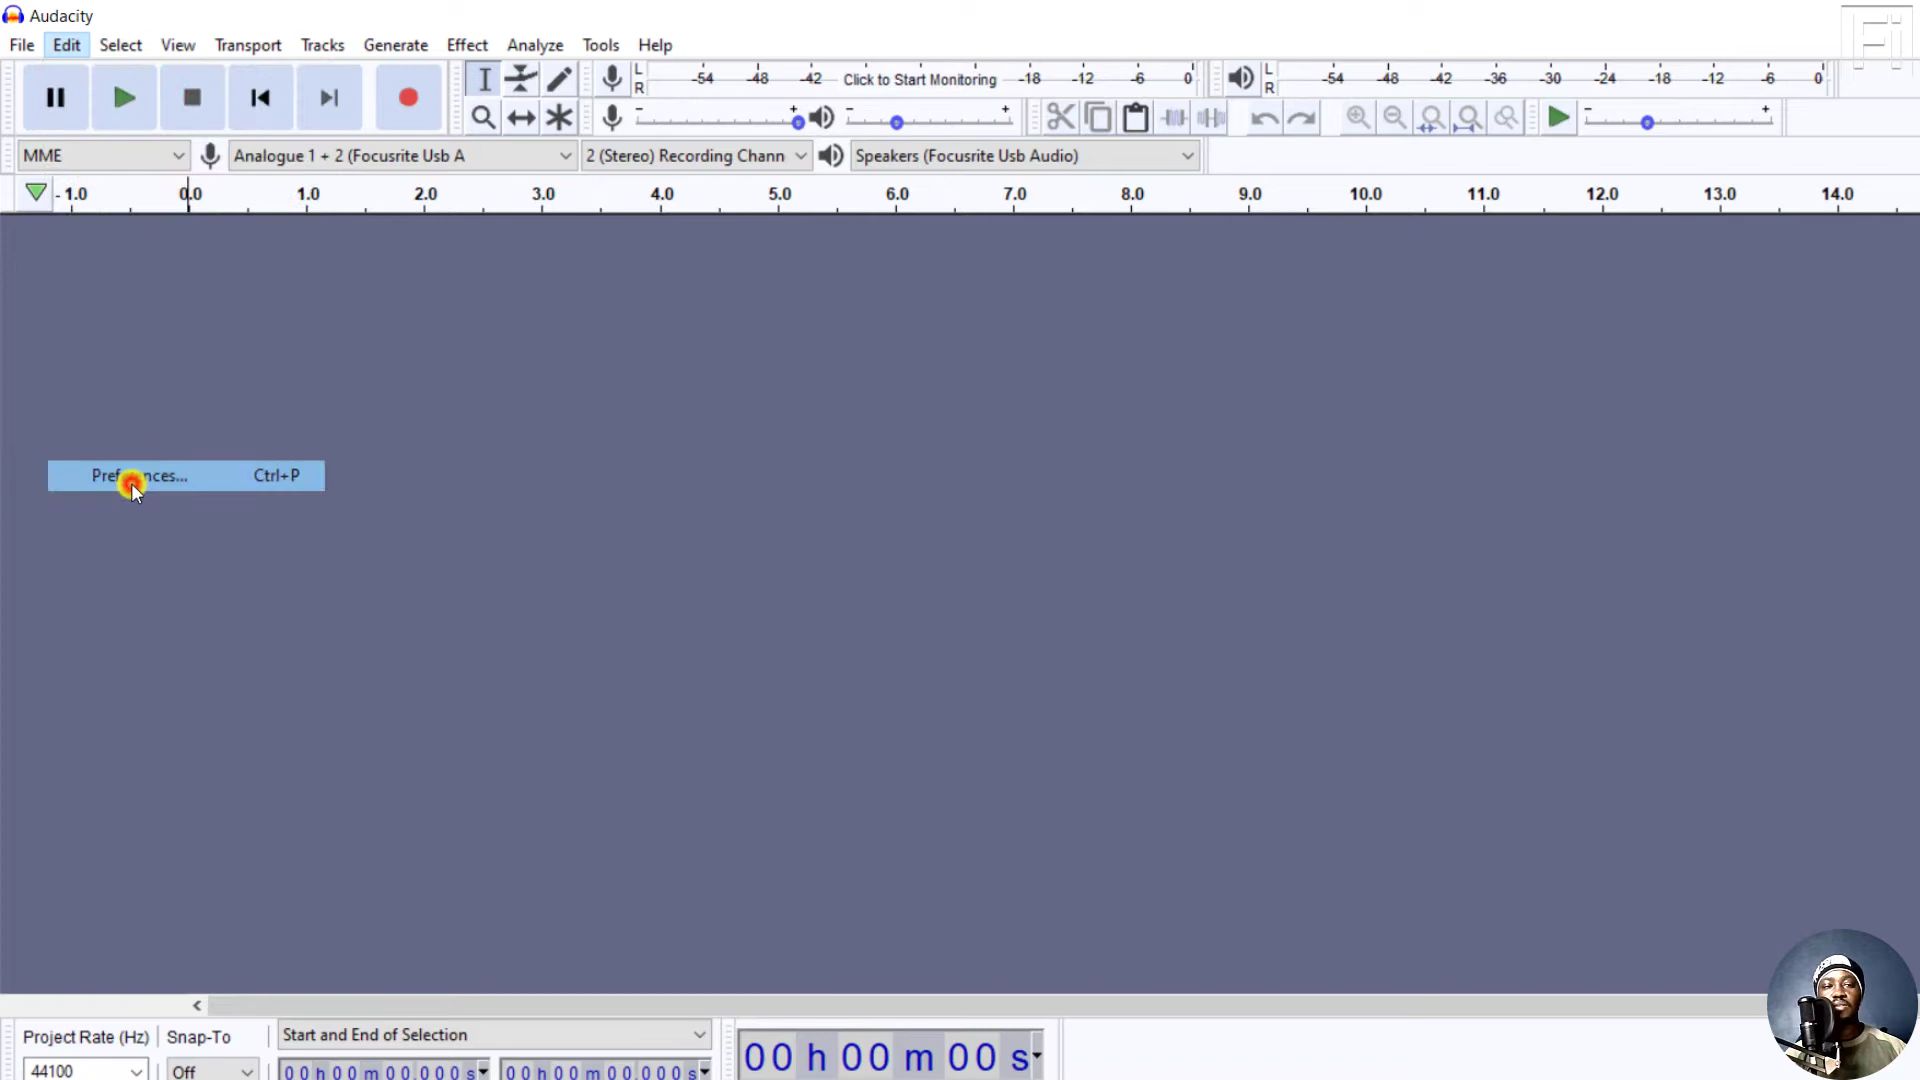 Audacity
File Edit Select View Transport Tracks Generate Effect Analyze Tools Help
L R -54 -48 -42 Click to Start Monitoring -18 -12 -6 0 L R -54 -48 -42 -36 -30 -24 -18 -12 -6 0
MME Analogue 1 + 2 (Focusrite Usb A 2 (Stereo) Recording Chann Speakers (Focusrite Usb Audio)
- 1.0 0.0 1.0 2.0 3.0 4.0 5.0 6.0 7.0 8.0 9.0 10.0 11.0 12.0 13.0 14.0
Preferences... Ctrl+P
Project Rate (Hz) Snap-To Start and End of Selection
44100 Off 00 h 00 m 00.000 s 00 h 00 m 00.000 s 00 h 00 m 00 s